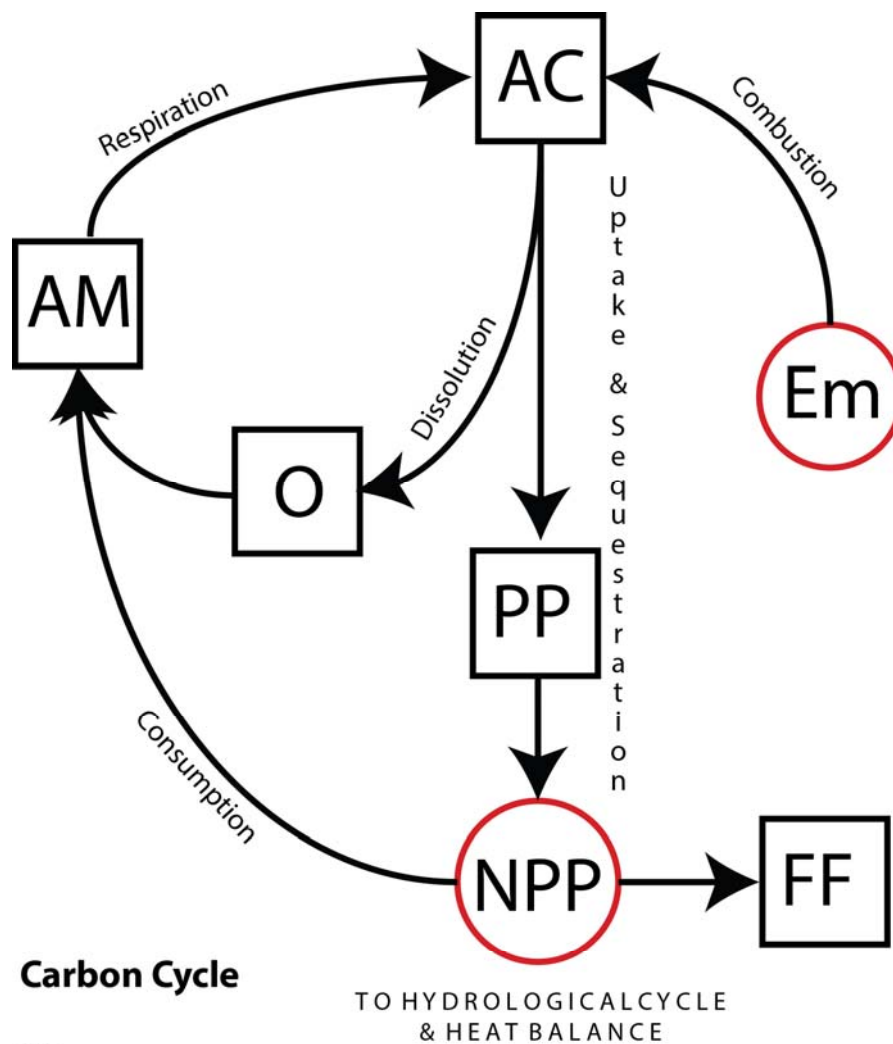 AC
Respiration
Combustion
Uptake & Sequestration
AM
Em
Dissolution
O
PP
Consumption
NPP
FF
Carbon Cycle
TO HYDROLOGICALCYCLE
& HEAT BALANCE